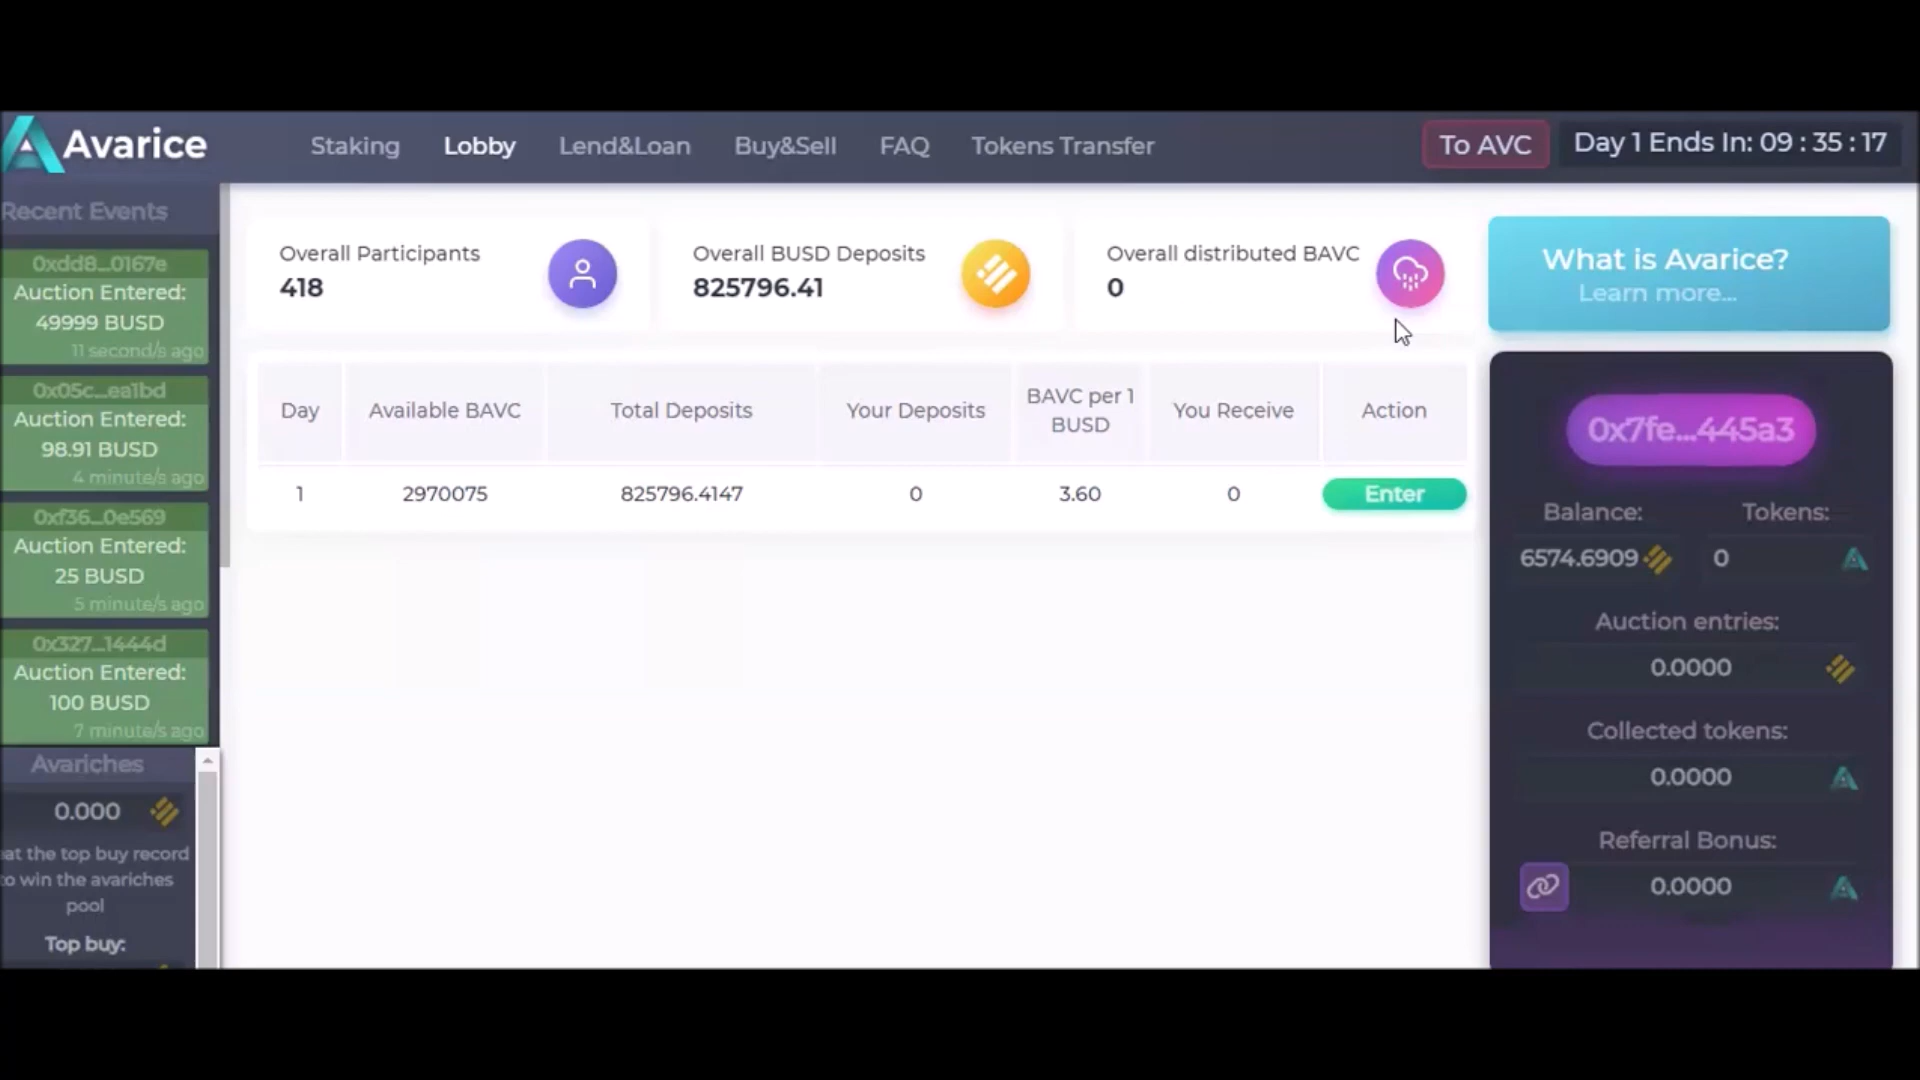 Avarice
Staking
Lobby
Lend&Loan
Buy&Sell
FAQ
Tokens Transfer
To AVC
Day 1 Ends In: 09 : 35 : 17
Recent Events
0xdd8...0167e
Auction Entered:
49999 BUSD
11 second/s ago
0x05c...ea1bd
Auction Entered:
98.91 BUSD
4 minute/s ago
0xf36...0e569
Auction Entered:
25 BUSD
5 minute/s ago
0x327...1444d
Auction Entered:
100 BUSD
7 minute/s ago
Avariches
0.000
eat the top buy record
to win the avariches
pool
Top buy:
Overall Participants
418
Overall BUSD Deposits
825796.41
Overall distributed BAVC
0
Day
Available BAVC
Total Deposits
Your Deposits
BAVC per 1
BUSD
You Receive
Action
1
2970075
825796.4147
0
3.60
0
Enter
What is Avarice?
Learn more...
0x7fe...445a3
Balance:
Tokens:
6574.6909
0
Auction entries:
0.0000
Collected tokens:
0.0000
Referral Bonus:
0.0000